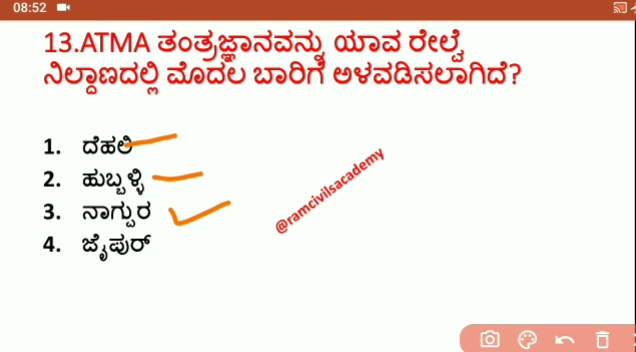 08:52
13.ATMA ತಂತ್ರಜ್ಞಾನವನ್ನು ಯಾವ ರೇಲ್ವೆ
ನಿಲ್ದಾಣದಲ್ಲಿ ಮೊದಲ ಬಾರಿಗೆ ಅಳವಡಿಸಲಾಗಿದೆ?
1. ದೆಹಲಿ
2. ಹುಬ್ಬಳ್ಳಿ
3. ನಾಗ್ಪುರ
4. ಜೈಪುರ್
@ramcivilsacademy